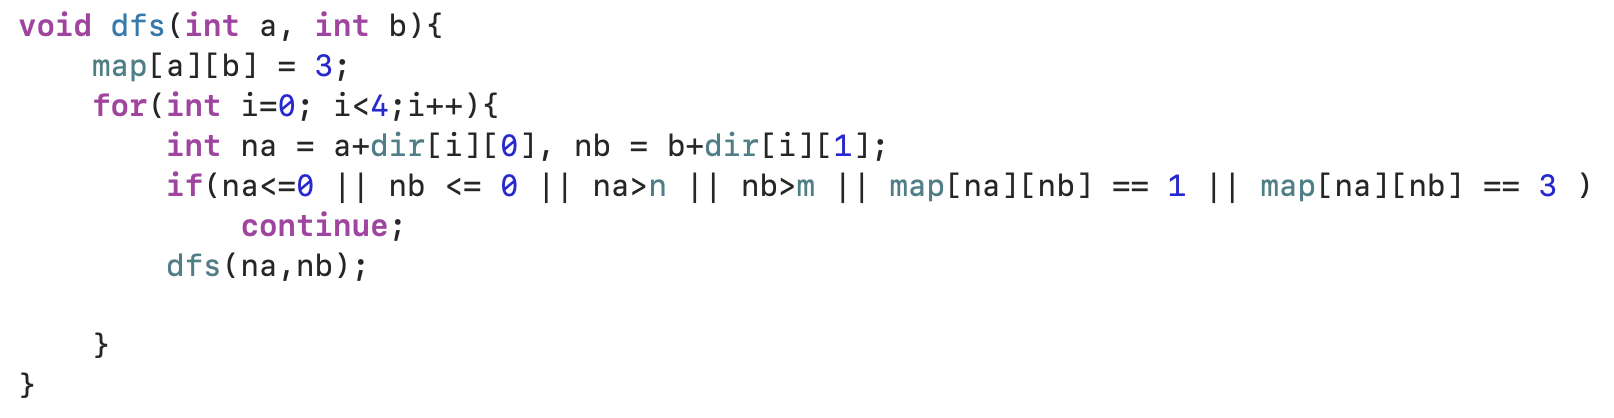 void dfs(int a, int b){
    map[a][b] = 3;
    for(int i=0; i<4;i++){
        int na = a+dir[i][0], nb = b+dir[i][1];
        if(na<=0 || nb <= 0 || na>n || nb>m || map[na][nb] == 1 || map[na][nb] == 3 )
            continue;
        dfs(na,nb);
    }
}